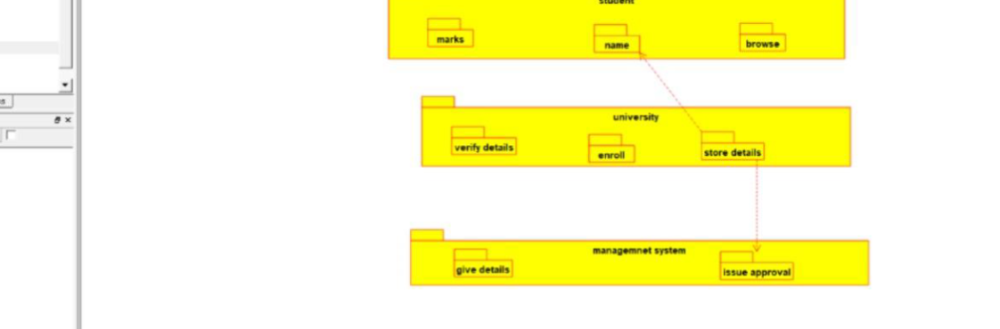 student
marks
name
browse
university
verify details
enroll
store details
managemnet system
give details
issue approval